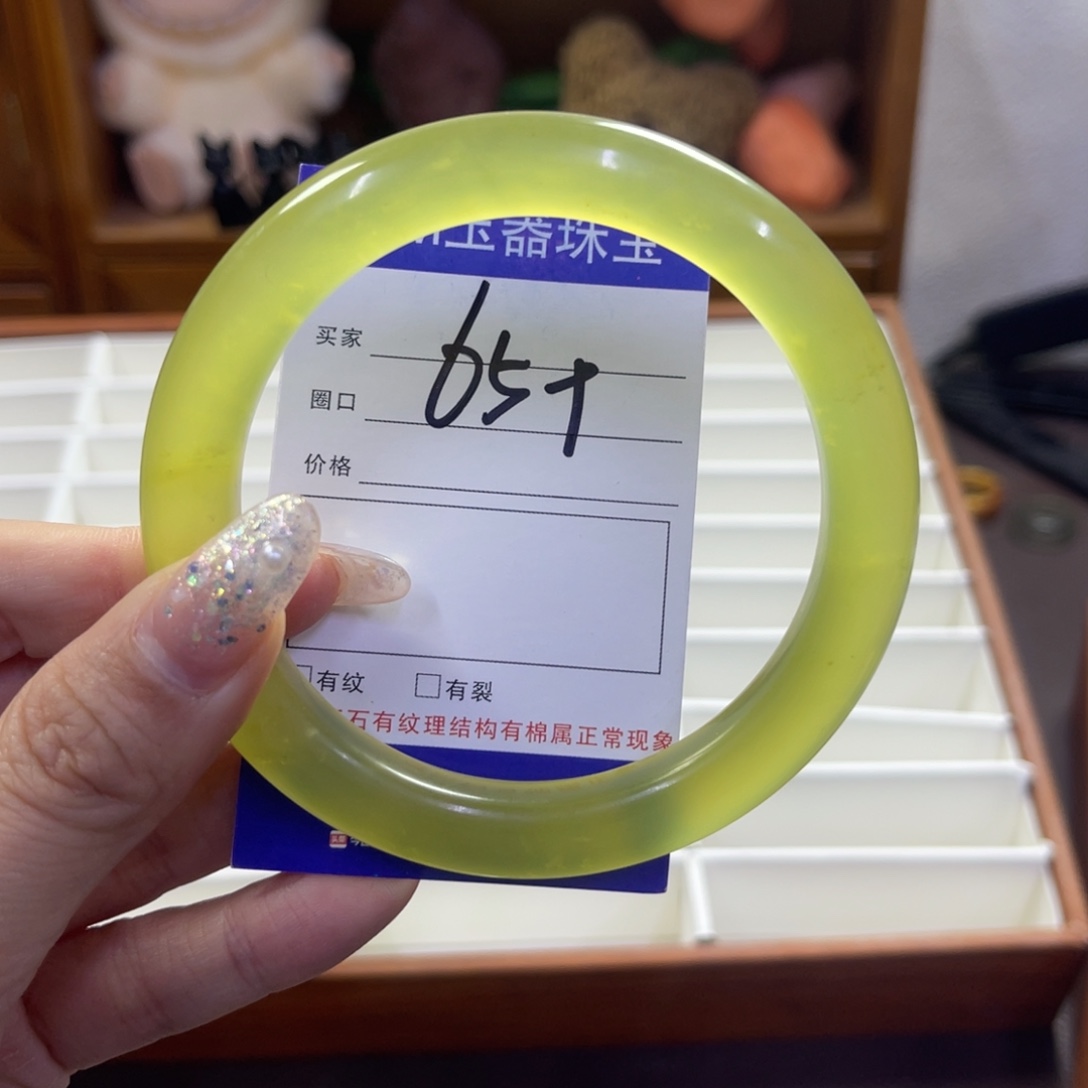 玉器珠宝
买家
65+
圈口
价格
有纹 有裂
石有纹理结构有棉属正常现象